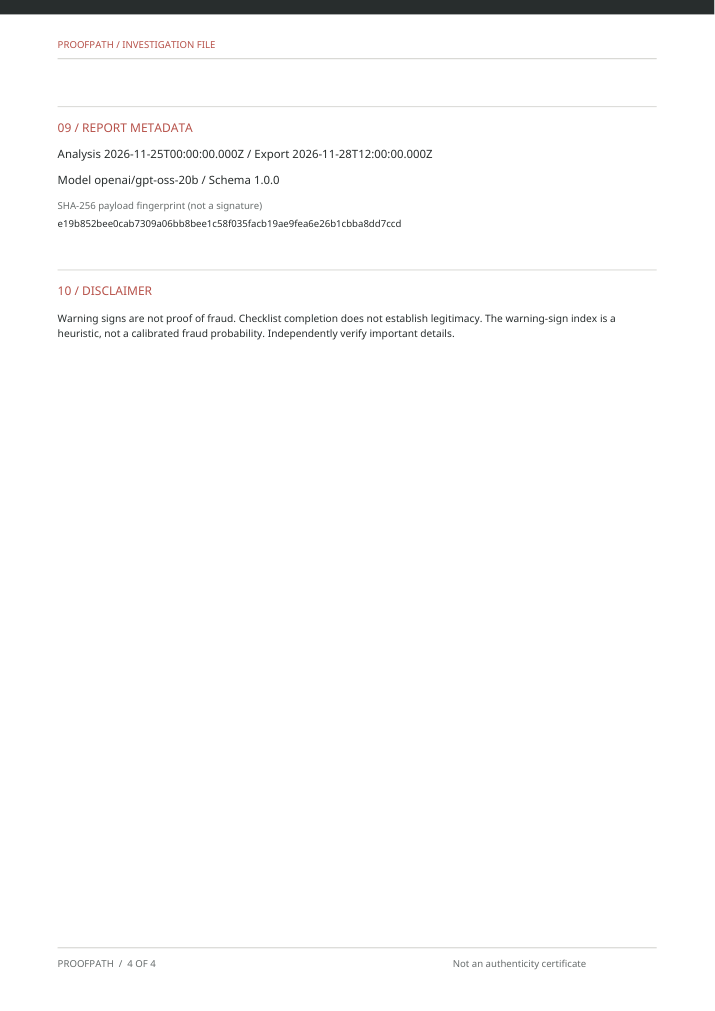 PROOFPATH / INVESTIGATION FILE
09 / REPORT METADATA
Analysis 2026-11-25T00:00:00.000Z / Export 2026-11-28T12:00:00.000Z
Model openai/gpt-oss-20b / Schema 1.0.0
SHA-256 payload fingerprint (not a signature)
e19b852bee0cab7309a06bb8bee1c58f035facb19ae9fea6e26b1cbba8dd7ccd
10 / DISCLAIMER
Warning signs are not proof of fraud. Checklist completion does not establish legitimacy. The warning-sign index is a
heuristic, not a calibrated fraud probability. Independently verify important details.
PROOFPATH / 4 OF 4
Not an authenticity certificate